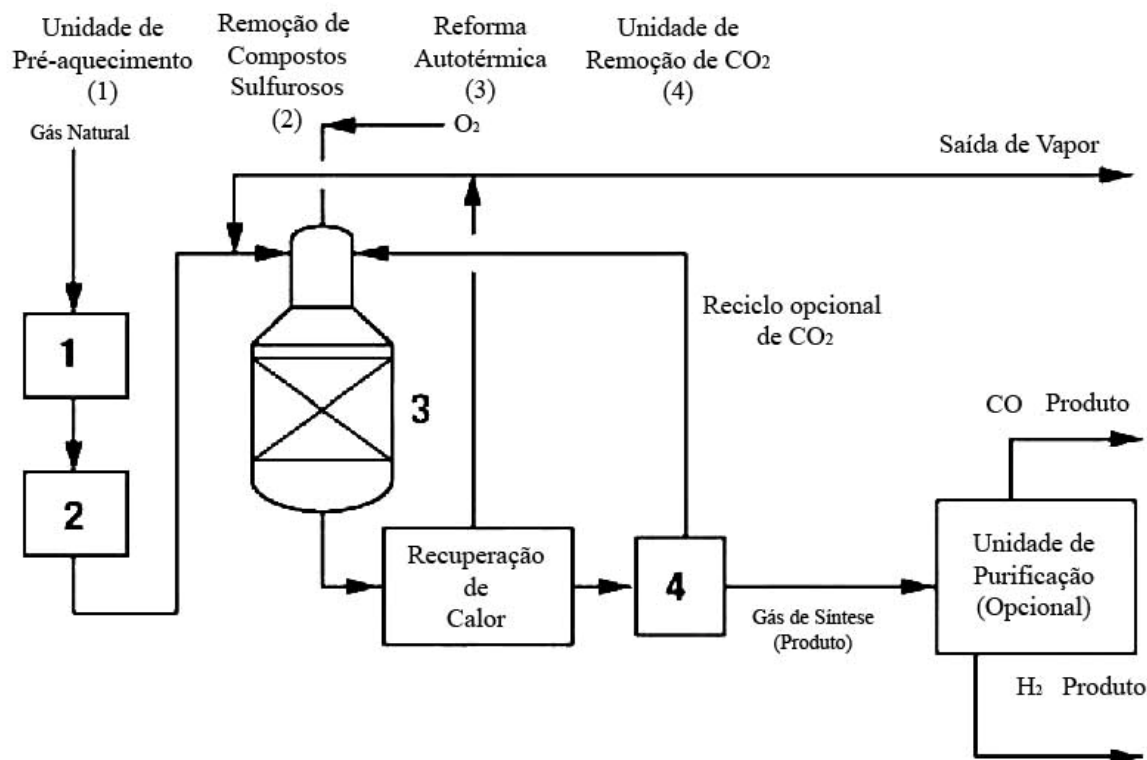 Unidade de
Pré-aquecimento
(1)
Remoção de
Compostos
Sulfurosos
(2)
Reforma
Autotérmica
(3)
Unidade de
Remoção de CO₂
(4)
Gás Natural
O₂
Saída de Vapor
1
2
3
Reciclo opcional
de CO₂
CO Produto
Recuperação
de
Calor
4
Gás de Síntese
(Produto)
Unidade de
Purificação
(Opcional)
H₂ Produto